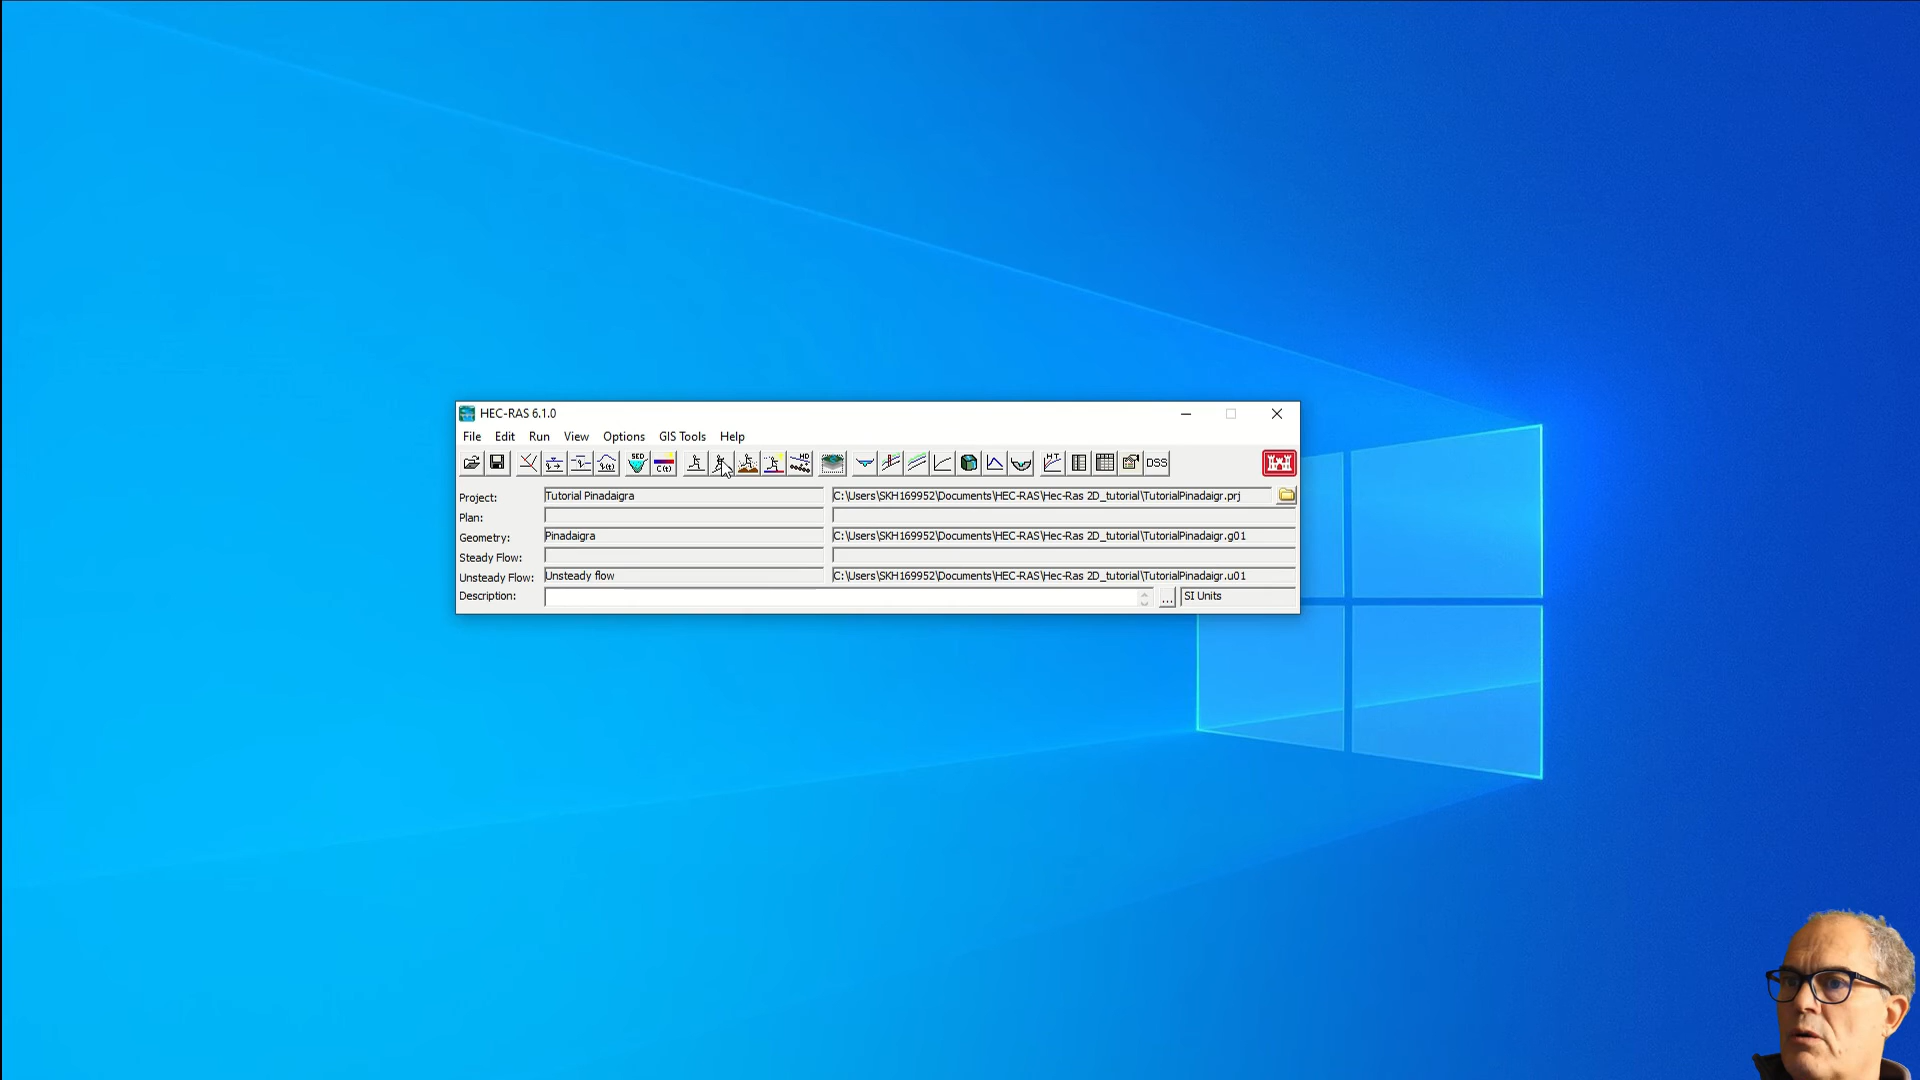 HEC-RAS 6.1.0
File Edit Run View Options GIS Tools Help
SED C(t) HD HT DSS
Project: Tutorial Pinadaigra C:\Users\SKH169952\Documents\HEC-RAS\Hec-Ras 2D_tutorial\TutorialPinadaigr.prj
Plan:
Geometry: Pinadaigra C:\Users\SKH169952\Documents\HEC-RAS\Hec-Ras 2D_tutorial\TutorialPinadaigr.g01
Steady Flow:
Unsteady Flow: Unsteady flow C:\Users\SKH169952\Documents\HEC-RAS\Hec-Ras 2D_tutorial\TutorialPinadaigr.u01
Description: ... SI Units